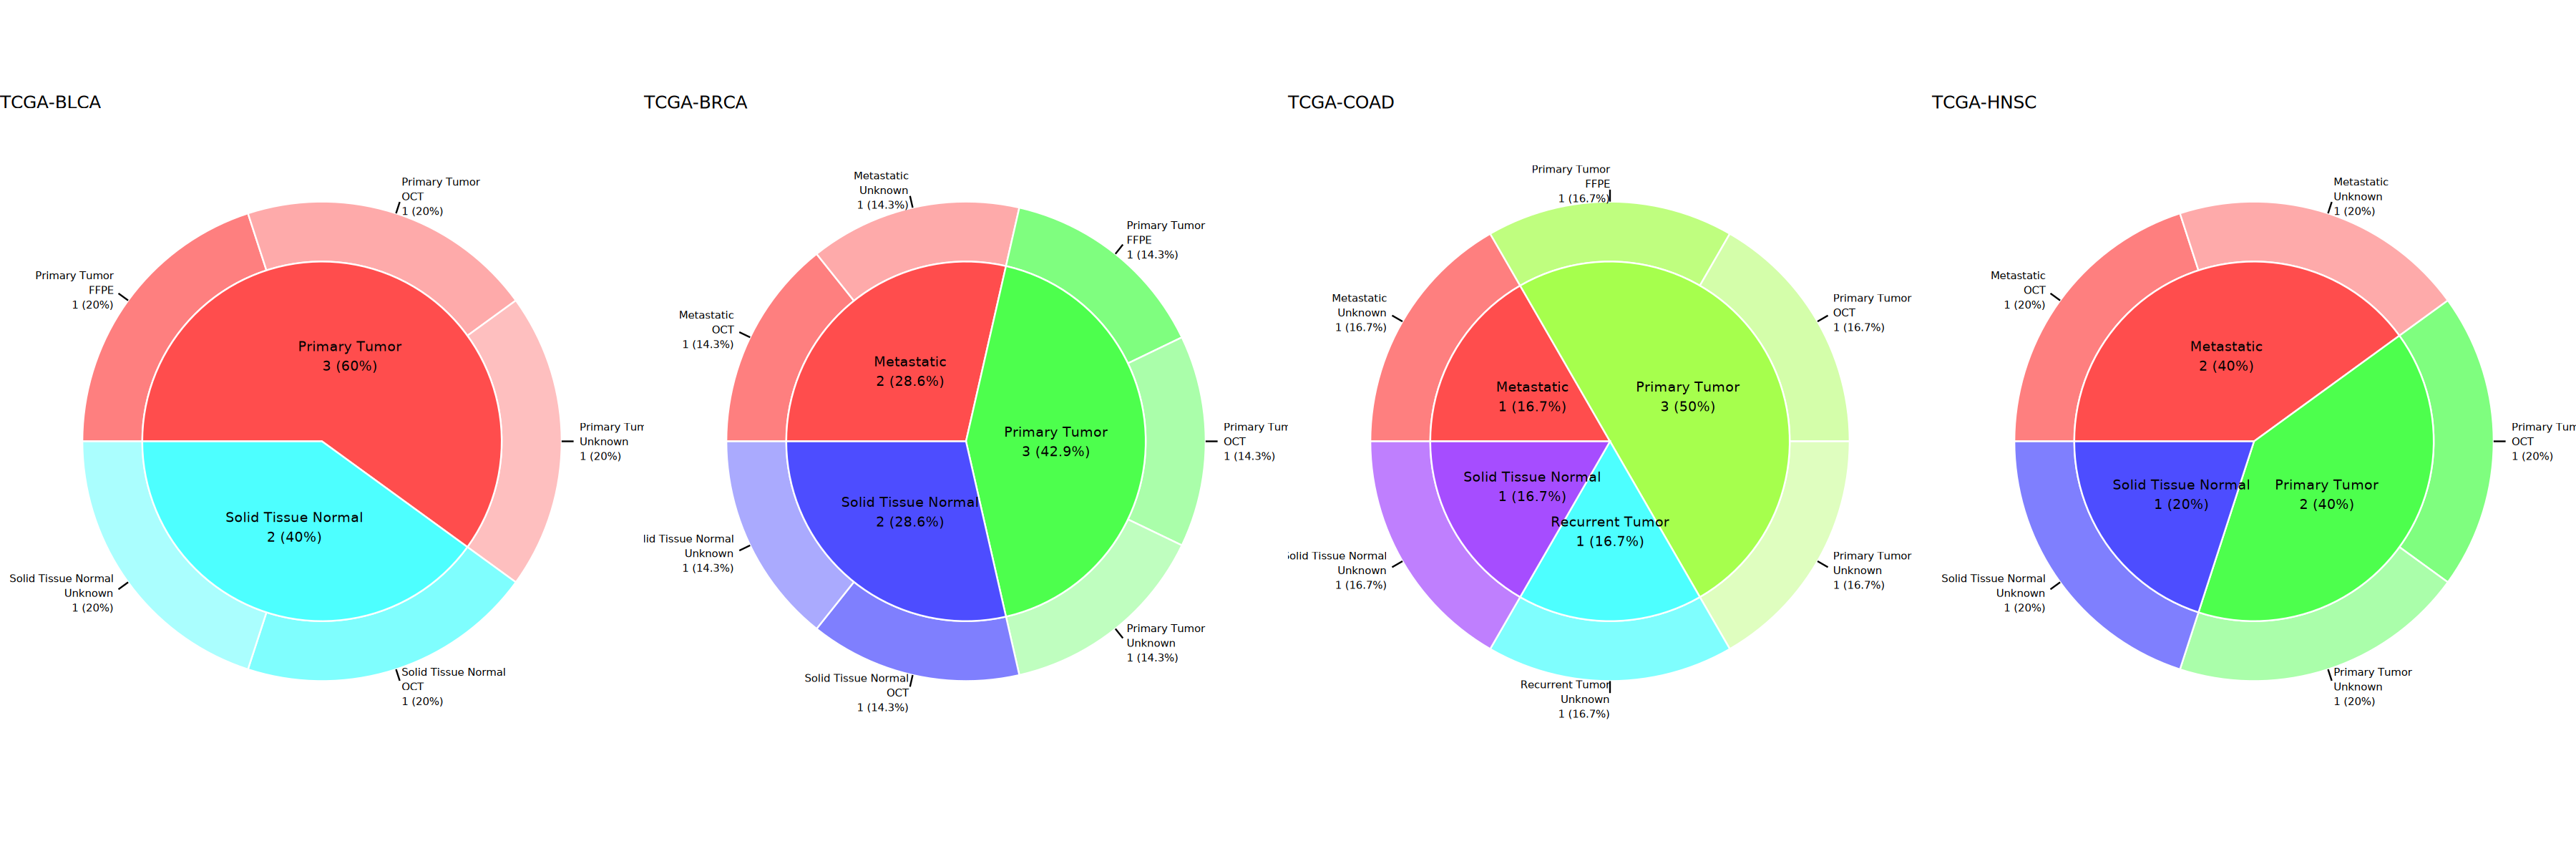 TCGA-BLCA
Primary Tumor
OCT
1 (20%)
Primary Tumor
FFPE
1 (20%)
Primary Tumor
3 (60%)
Primary Tum
Unknown
1 (20%)
Solid Tissue Normal
2 (40%)
Solid Tissue Normal
Unknown
1 (20%)
Solid Tissue Normal
OCT
1 (20%)
TCGA-BRCA
Metastatic
Unknown
1 (14.3%)
Primary Tumor
FFPE
1 (14.3%)
Metastatic
OCT
1 (14.3%)
Metastatic
2 (28.6%)
Primary Tumor
3 (42.9%)
Primary Tum
OCT
1 (14.3%)
Solid Tissue Normal
2 (28.6%)
lid Tissue Normal
Unknown
1 (14.3%)
Primary Tumor
Unknown
1 (14.3%)
Solid Tissue Normal
OCT
1 (14.3%)
TCGA-COAD
Primary Tumor
FFPE
1 (16.7%)
Metastatic
Unknown
1 (16.7%)
Primary Tumor
OCT
1 (16.7%)
Metastatic
1 (16.7%)
Primary Tumor
3 (50%)
Solid Tissue Normal
1 (16.7%)
Recurrent Tumor
1 (16.7%)
olid Tissue Normal
Unknown
1 (16.7%)
Primary Tumor
Unknown
1 (16.7%)
Recurrent Tumor
Unknown
1 (16.7%)
TCGA-HNSC
Metastatic
Unknown
1 (20%)
Metastatic
OCT
1 (20%)
Metastatic
2 (40%)
Primary Tum
OCT
1 (20%)
Solid Tissue Normal
1 (20%)
Primary Tumor
2 (40%)
Solid Tissue Normal
Unknown
1 (20%)
Primary Tumor
Unknown
1 (20%)